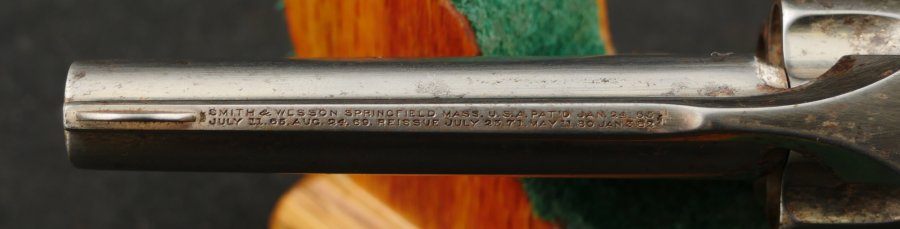 SMITH & WESSON SPRINGFIELD MASS. U.S.A. PAT'D JAN. 24. 65
JULY 11. 65. AUG. 24. 69. REISSUE JULY 25 71. MAY 11. 80 JAN. 3 82